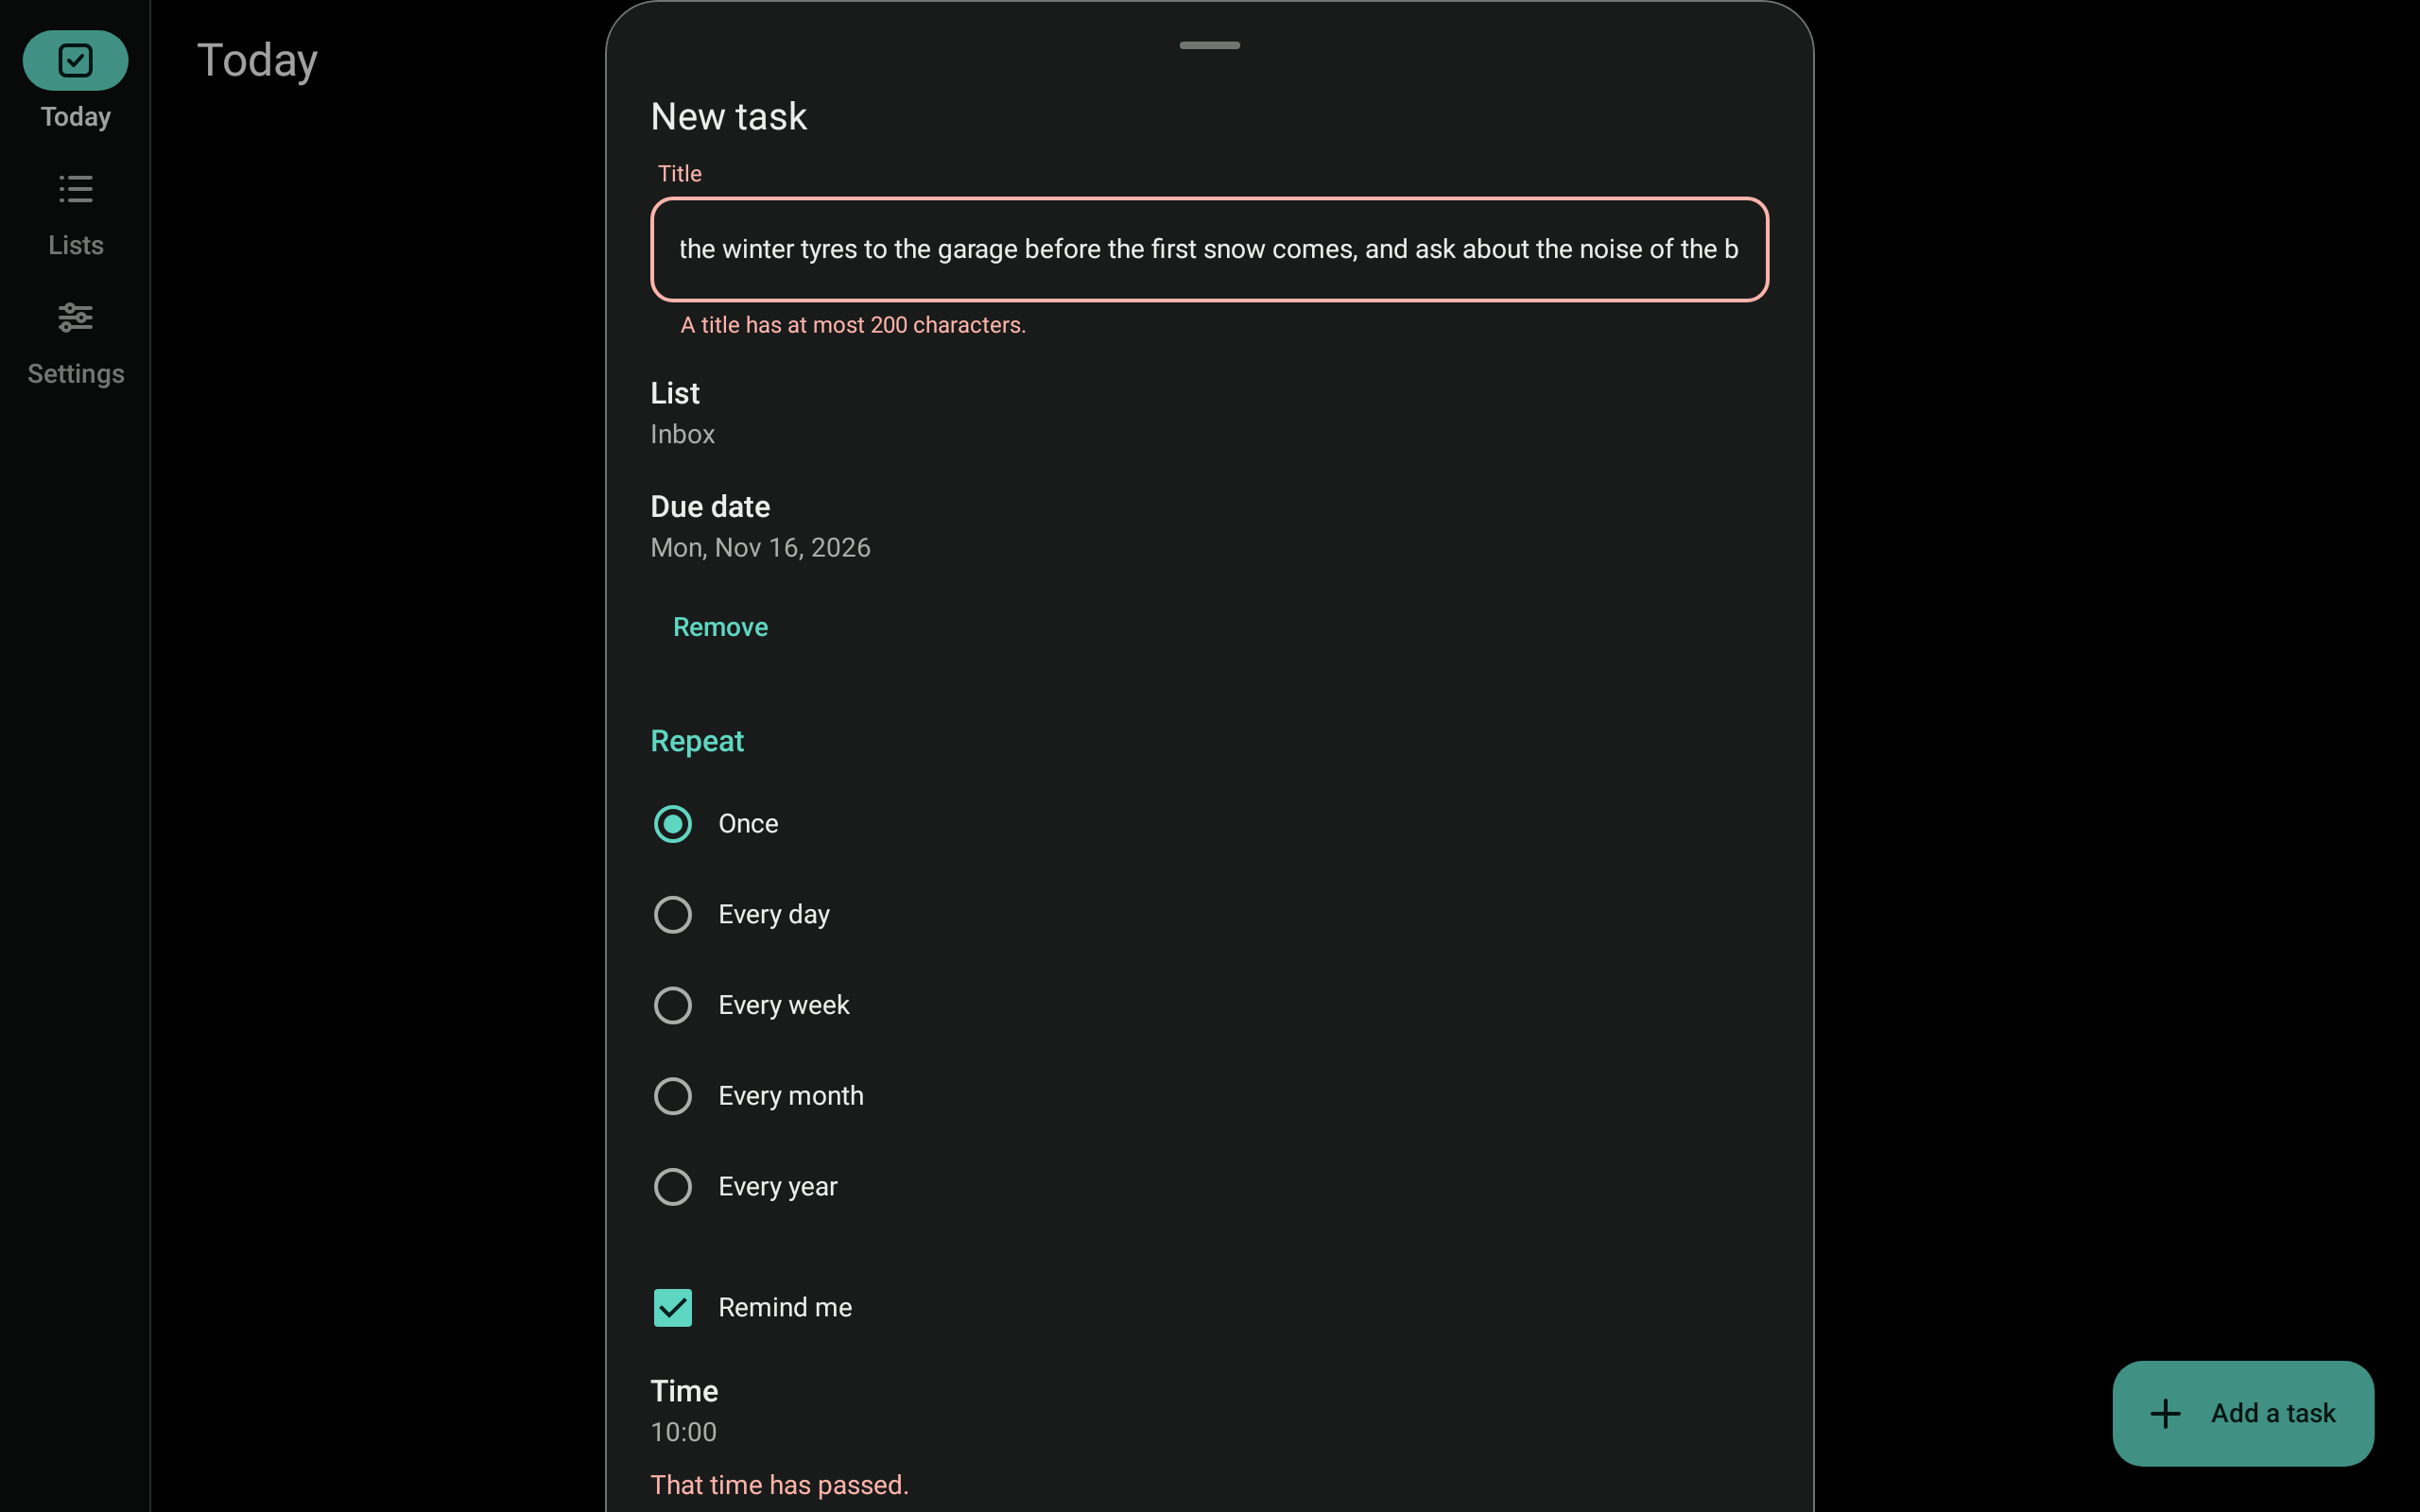 Today
Lists
Settings
Today
New task
Title
the winter tyres to the garage before the first snow comes, and ask about the noise of the b
A title has at most 200 characters.
List
Inbox
Due date
Mon, Nov 16, 2026
Remove
Repeat
Once
Every day
Every week
Every month
Every year
Remind me
Time
10:00
That time has passed.
Add a task